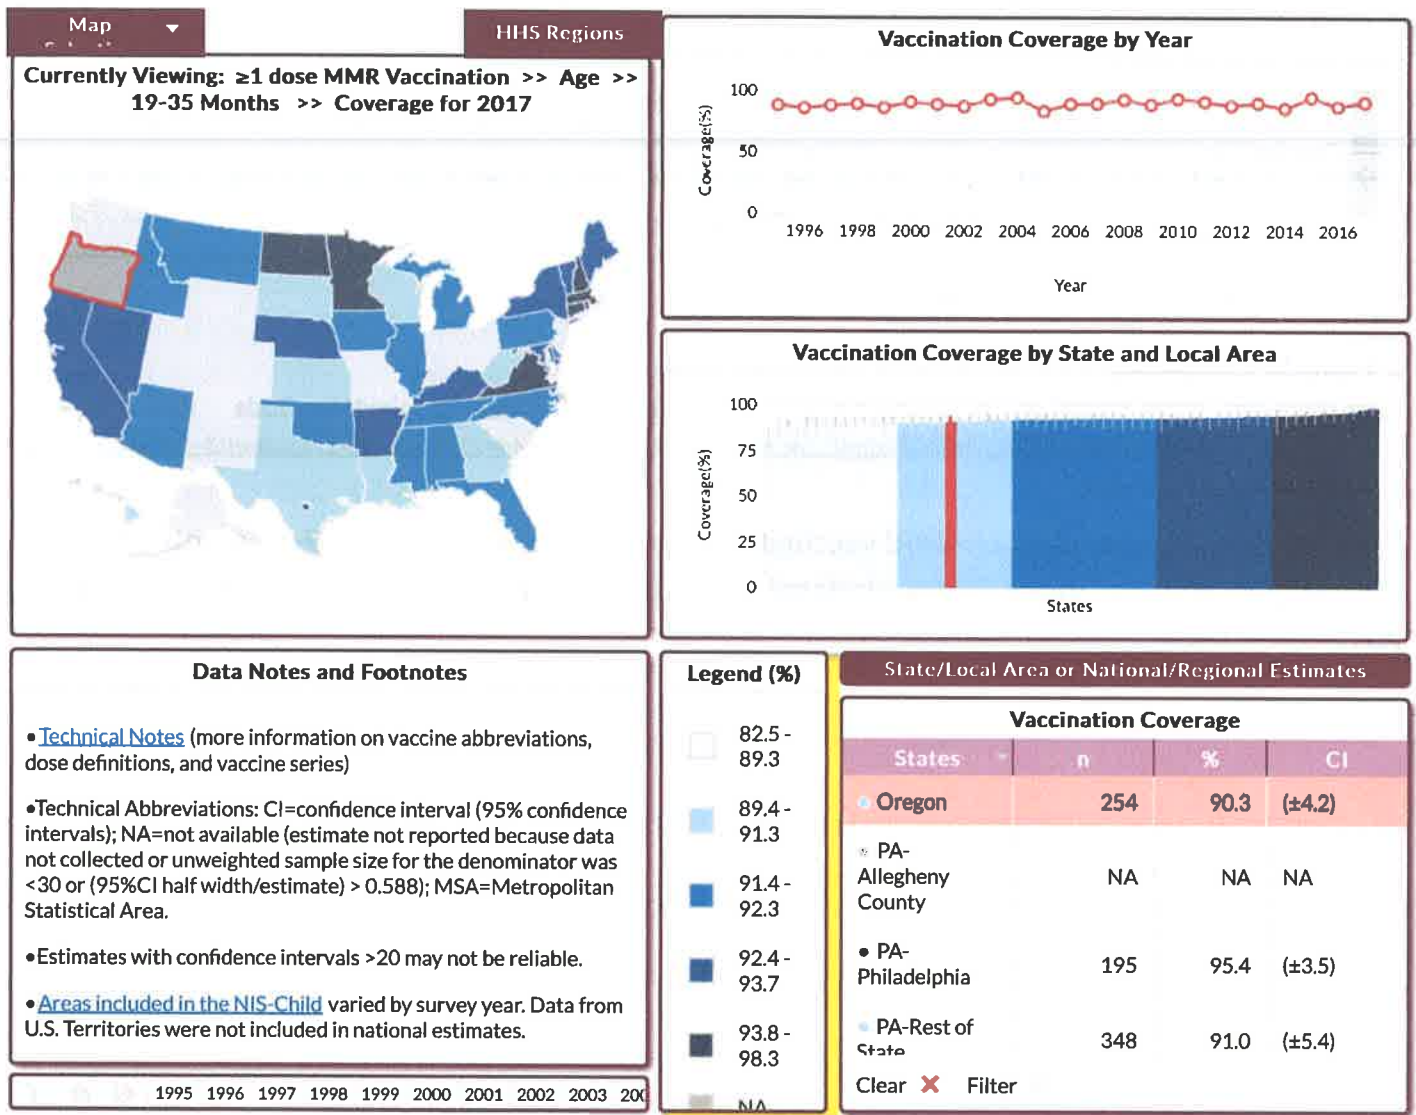 Map
HHS Regions
Currently Viewing: ≥1 dose MMR Vaccination >> Age >>
19-35 Months >> Coverage for 2017
Vaccination Coverage by Year
Coverage(%)
100
50
0
1996 1998 2000 2002 2004 2006 2008 2010 2012 2014 2016
Year
Vaccination Coverage by State and Local Area
Coverage(%)
100
75
50
25
0
States
Data Notes and Footnotes
•Technical Notes (more information on vaccine abbreviations,
dose definitions, and vaccine series)
•Technical Abbreviations: CI=confidence interval (95% confidence
intervals); NA=not available (estimate not reported because data
not collected or unweighted sample size for the denominator was
<30 or (95%CI half width/estimate) > 0.588); MSA=Metropolitan
Statistical Area.
•Estimates with confidence intervals >20 may not be reliable.
•Areas included in the NIS-Child varied by survey year. Data from
U.S. Territories were not included in national estimates.
1995 1996 1997 1998 1999 2000 2001 2002 2003
Legend (%)
82.5 -
89.3
89.4 -
91.3
91.4 -
92.3
92.4 -
93.7
93.8 -
98.3
NA
State/Local Area or National/Regional Estimates
Vaccination Coverage
States n % CI
Oregon 254 90.3 (±4.2)
PA-
Allegheny
County
NA NA NA
• PA-
Philadelphia
195 95.4 (±3.5)
PA-Rest of
State
348 91.0 (±5.4)
Clear ✕ Filter